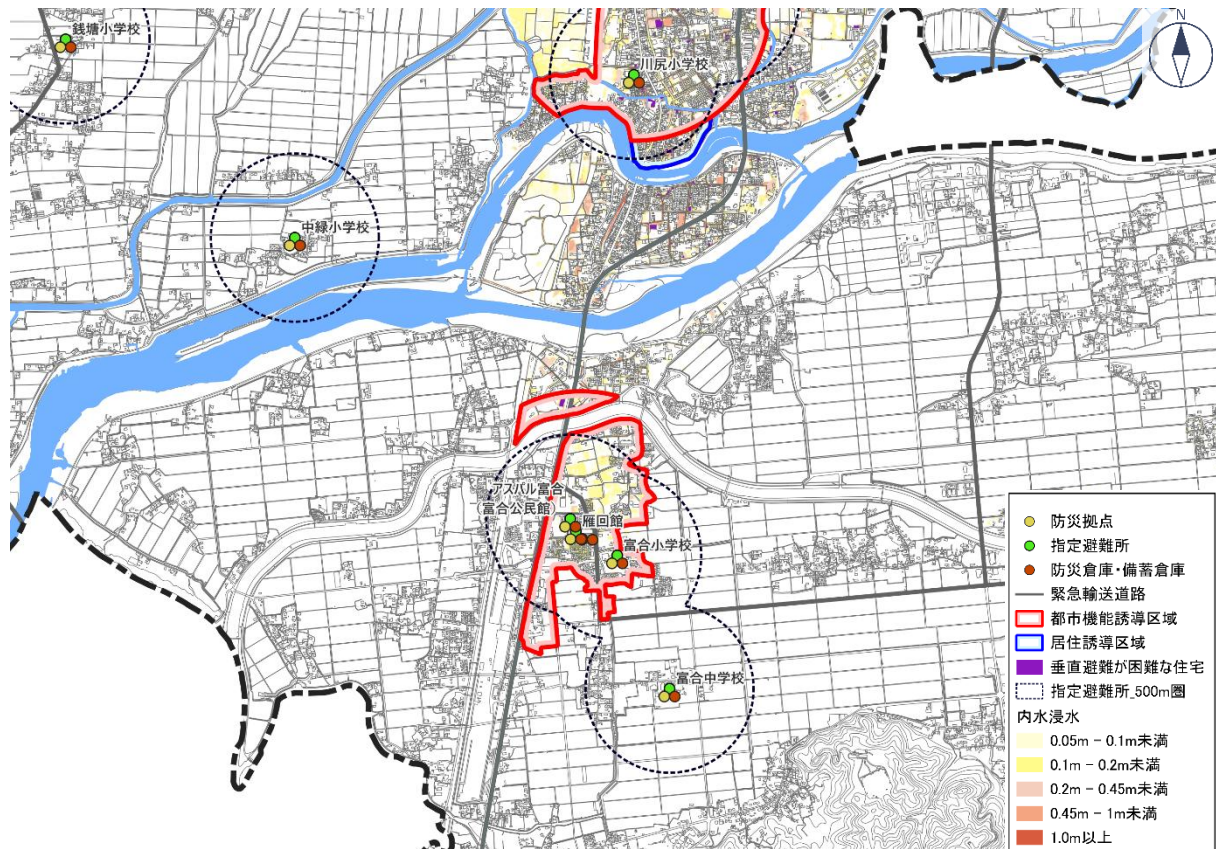 銭塘小学校
N
川尻小学校
中緑小学校
アスパル富合
(富合公民館)
雁回館
富合小学校
富合中学校
防災拠点
指定避難所
防災倉庫・備蓄倉庫
緊急輸送道路
都市機能誘導区域
居住誘導区域
垂直避難が困難な住宅
指定避難所_500m圏
内水浸水
0.05m - 0.1m未満
0.1m - 0.2m未満
0.2m - 0.45m未満
0.45m - 1m未満
1.0m以上